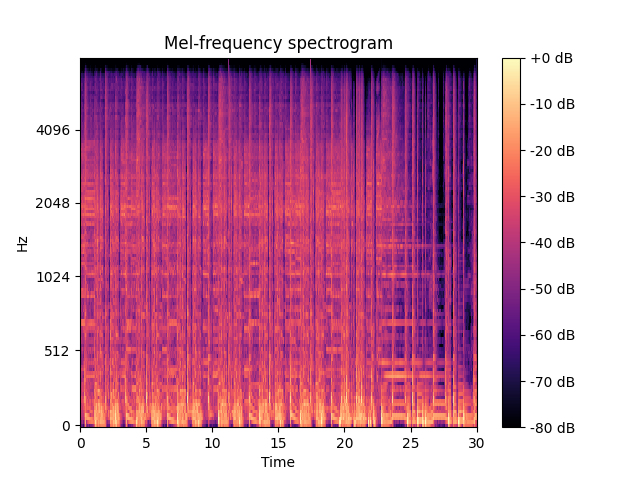 Mel-frequency spectrogram
+0 dB
-10 dB
-20 dB
-30 dB
-40 dB
-50 dB
-60 dB
-70 dB
-80 dB
4096
2048
1024
512
0
Hz
0 5 10 15 20 25 30
Time